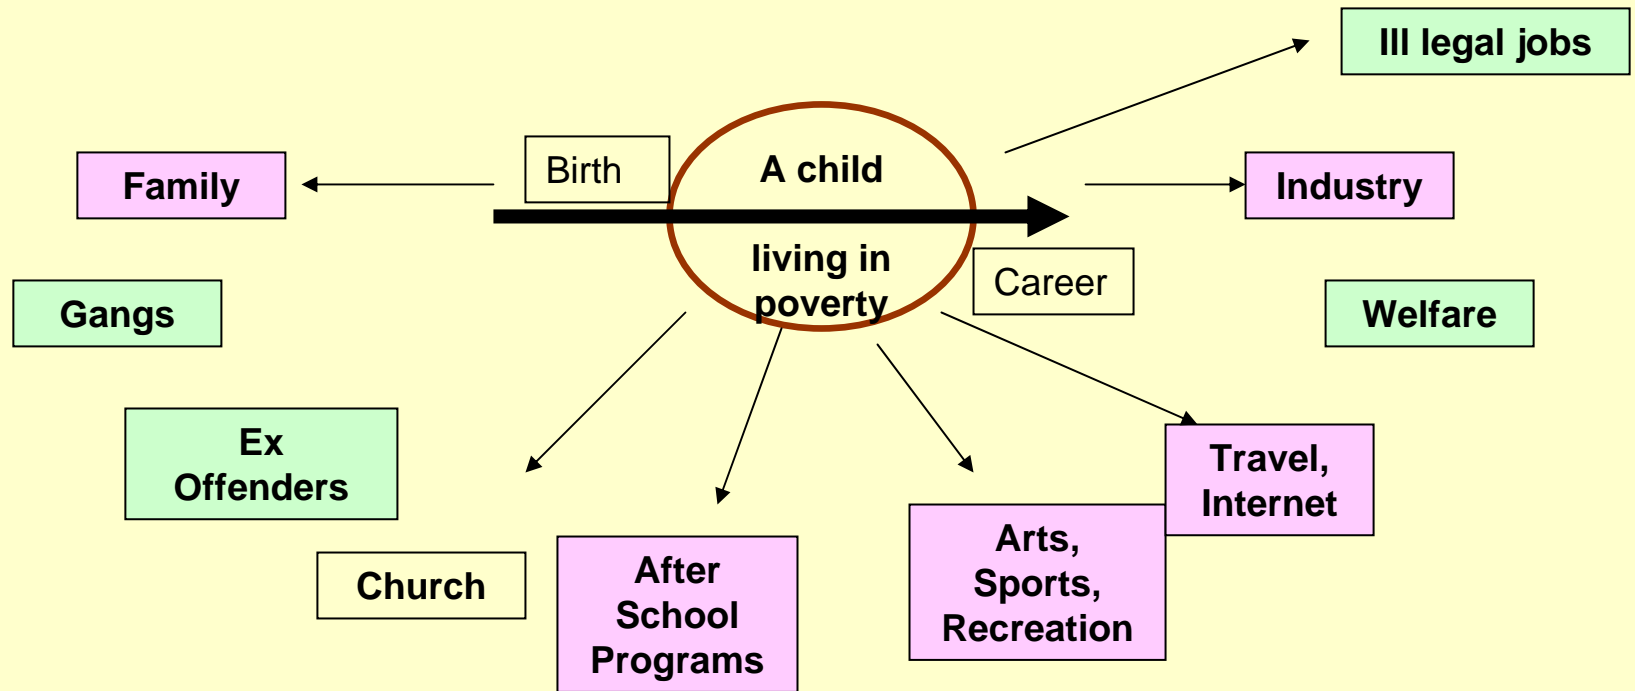 Ill legal jobs
Birth
A child
Family
Industry
living in
poverty
Career
Gangs
Welfare
Ex
Offenders
Travel,
Internet
Church
After
School
Programs
Arts,
Sports,
Recreation